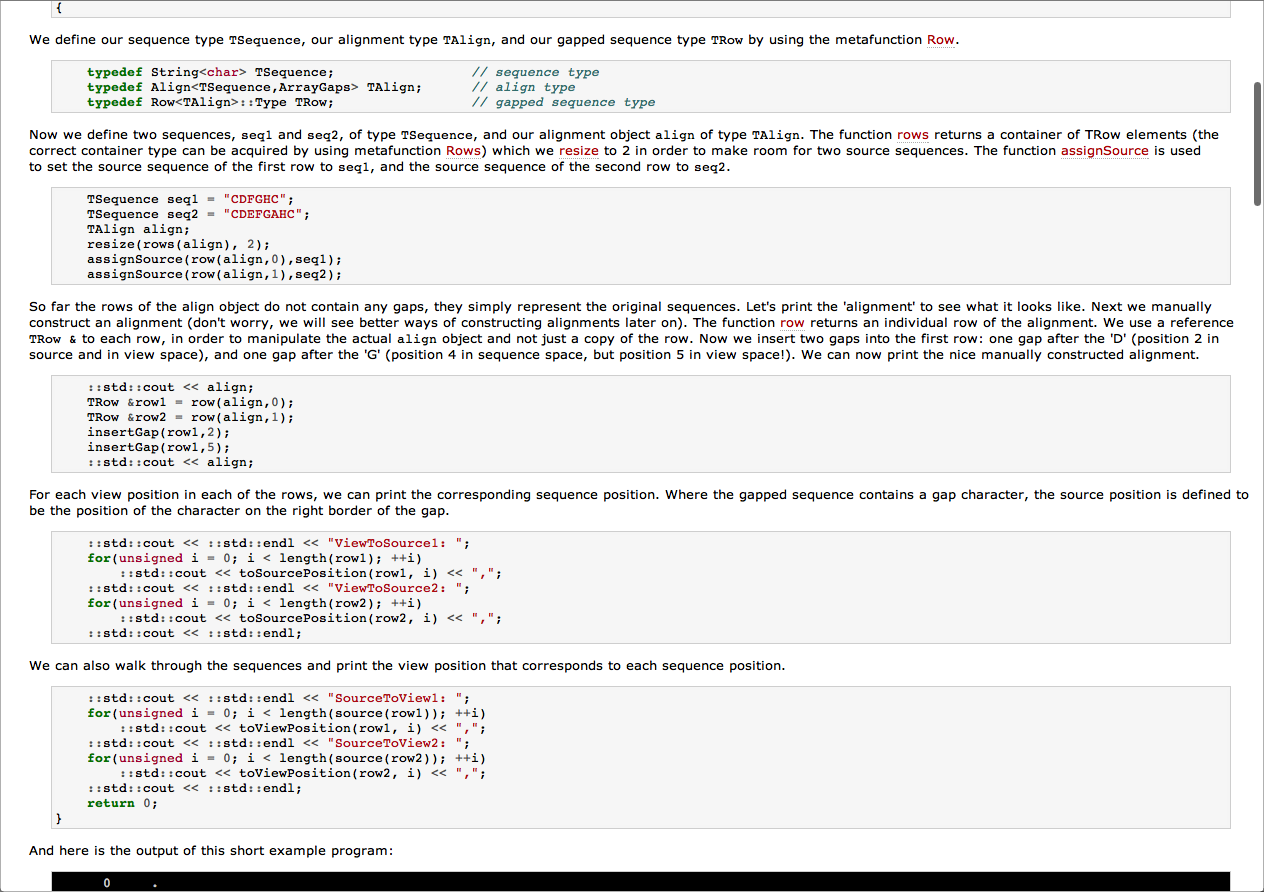 {
We define our sequence type TSequence, our alignment type TAlign, and our gapped sequence type TRow by using the metafunction Row.
typedef String<char> TSequence;                 // sequence type
typedef Align<TSequence,ArrayGaps> TAlign;      // align type
typedef Row<TAlign>::Type TRow;                 // gapped sequence type
Now we define two sequences, seq1 and seq2, of type TSequence, and our alignment object align of type TAlign. The function rows returns a container of TRow elements (the
correct container type can be acquired by using metafunction Rows) which we resize to 2 in order to make room for two source sequences. The function assignSource is used
to set the source sequence of the first row to seq1, and the source sequence of the second row to seq2.
TSequence seq1 = "CDFGHC";
TSequence seq2 = "CDEFGAHC";
TAlign align;
resize(rows(align), 2);
assignSource(row(align,0),seq1);
assignSource(row(align,1),seq2);
So far the rows of the align object do not contain any gaps, they simply represent the original sequences. Let's print the 'alignment' to see what it looks like. Next we manually
construct an alignment (don't worry, we will see better ways of constructing alignments later on). The function row returns an individual row of the alignment. We use a reference
TRow & to each row, in order to manipulate the actual align object and not just a copy of the row. Now we insert two gaps into the first row: one gap after the 'D' (position 2 in
source and in view space), and one gap after the 'G' (position 4 in sequence space, but position 5 in view space!). We can now print the nice manually constructed alignment.
::std::cout << align;
TRow &row1 = row(align,0);
TRow &row2 = row(align,1);
insertGap(row1,2);
insertGap(row1,5);
::std::cout << align;
For each view position in each of the rows, we can print the corresponding sequence position. Where the gapped sequence contains a gap character, the source position is defined to
be the position of the character on the right border of the gap.
::std::cout << ::std::endl << "ViewToSource1: ";
for(unsigned i = 0; i < length(row1); ++i)
::std::cout << toSourcePosition(row1, i) << ",";
::std::cout << ::std::endl << "ViewToSource2: ";
for(unsigned i = 0; i < length(row2); ++i)
::std::cout << toSourcePosition(row2, i) << ",";
::std::cout << ::std::endl;
We can also walk through the sequences and print the view position that corresponds to each sequence position.
::std::cout << ::std::endl << "SourceToView1: ";
for(unsigned i = 0; i < length(source(row1)); ++i)
::std::cout << toViewPosition(row1, i) << ",";
::std::cout << ::std::endl << "SourceToView2: ";
for(unsigned i = 0; i < length(source(row2)); ++i)
::std::cout << toViewPosition(row2, i) << ",";
::std::cout << ::std::endl;
return 0;
}
And here is the output of this short example program:
0     .